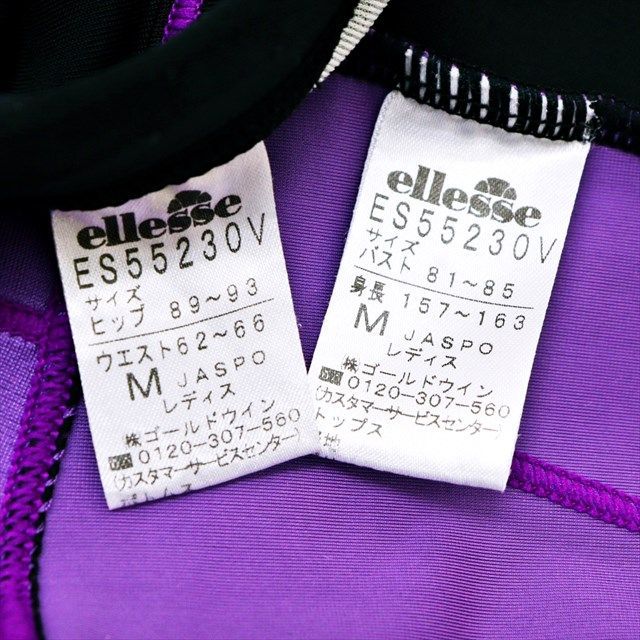 ellesse
ES55230V
サイズ
ヒップ 89~93
ウエスト62~66
M JASPO
レディス
㈱ゴールドウイン
0120-307-560
(カスタマーサービスセンター)
ellesse
ES55230V
サイズ
バスト 81~85
身長 157~163
M JASPO
レディス
㈱ゴールドウイン
0120-307-560
(カスタマーサービスセンター)
トップス